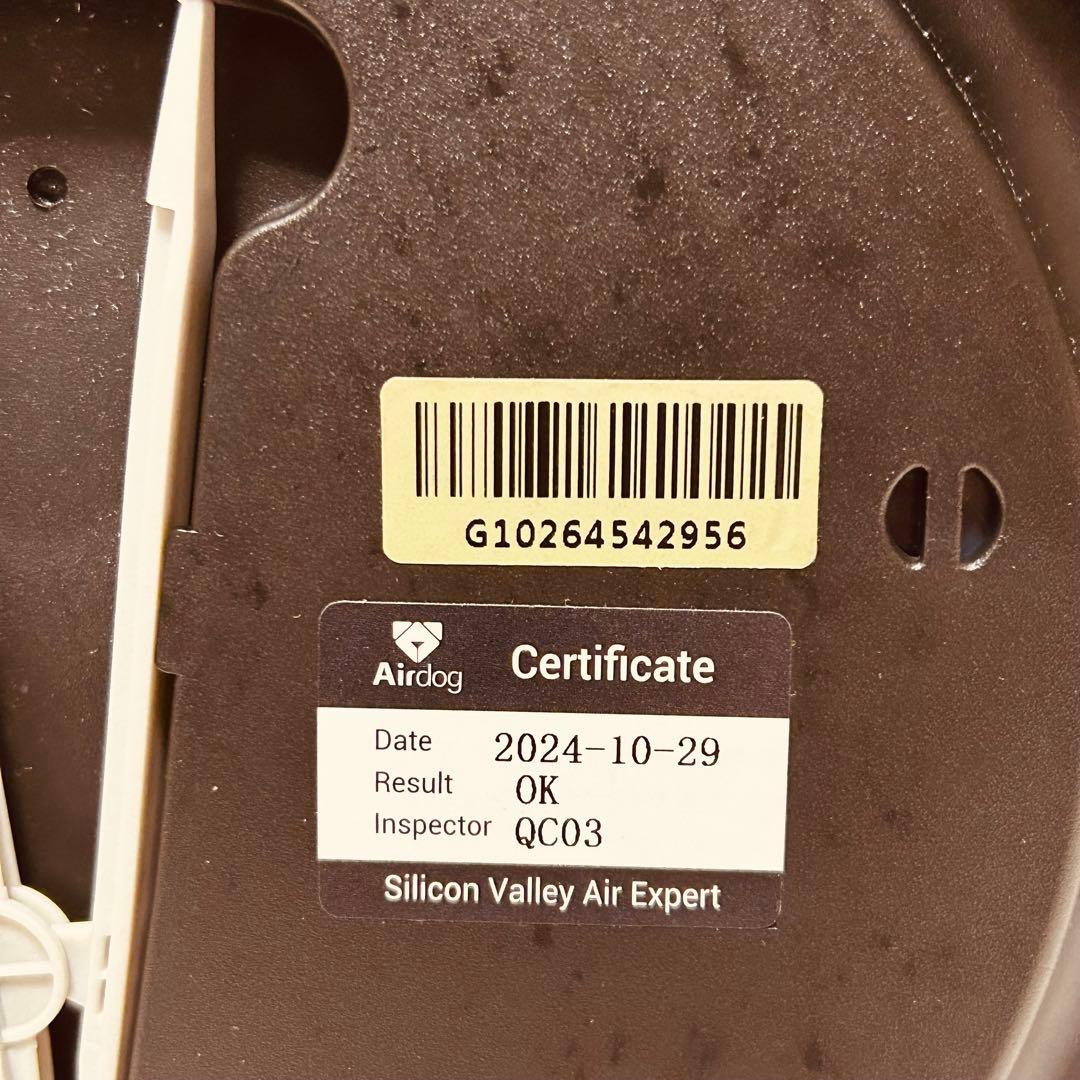 G10264542956
Airdog
Certificate
Date 2024-10-29
Result OK
Inspector QC03
Silicon Valley Air Expert